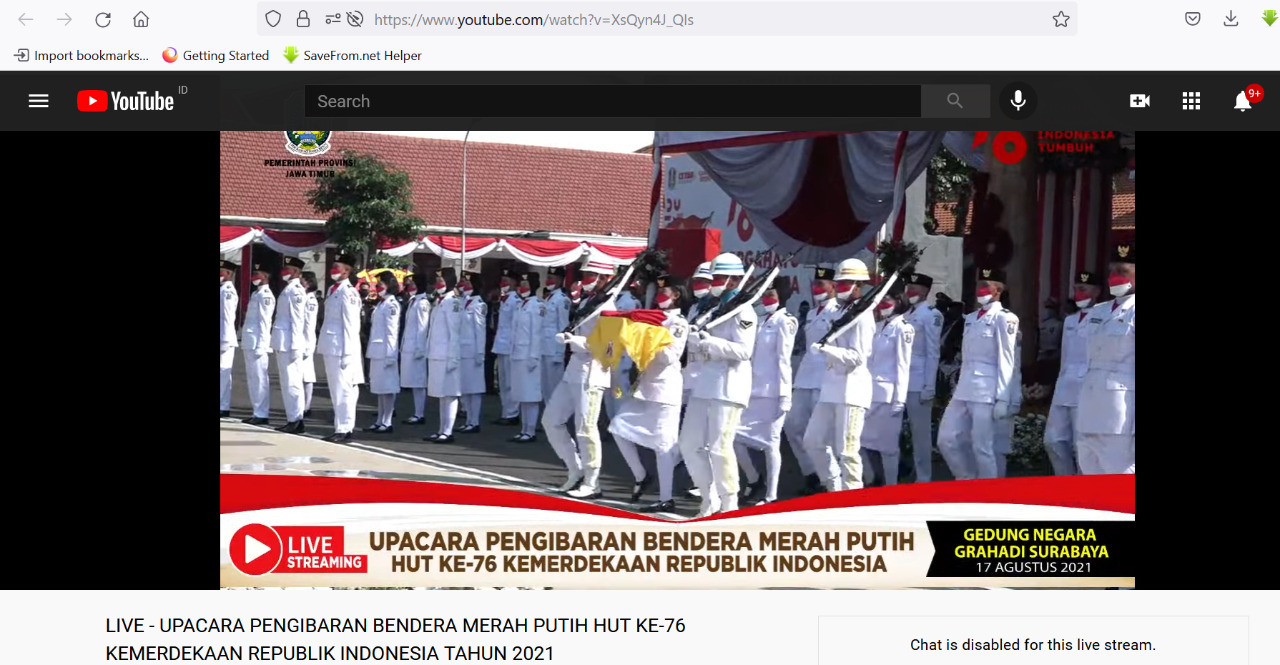 https://www.youtube.com/watch?v=XsQyn4J_QIs
Import bookmarks...
Getting Started
SaveFrom.net Helper
YouTube ID
Search
9+
PEMERINTAH PROVINSI
JAWA TIMUR
INDONESIA
TUMBUH
LIVE
STREAMING
UPACARA PENGIBARAN BENDERA MERAH PUTIH
HUT KE-76 KEMERDEKAAN REPUBLIK INDONESIA
GEDUNG NEGARA
GRAHADI SURABAYA
17 AGUSTUS 2021
LIVE - UPACARA PENGIBARAN BENDERA MERAH PUTIH HUT KE-76
KEMERDEKAAN REPUBLIK INDONESIA TAHUN 2021
Chat is disabled for this live stream.